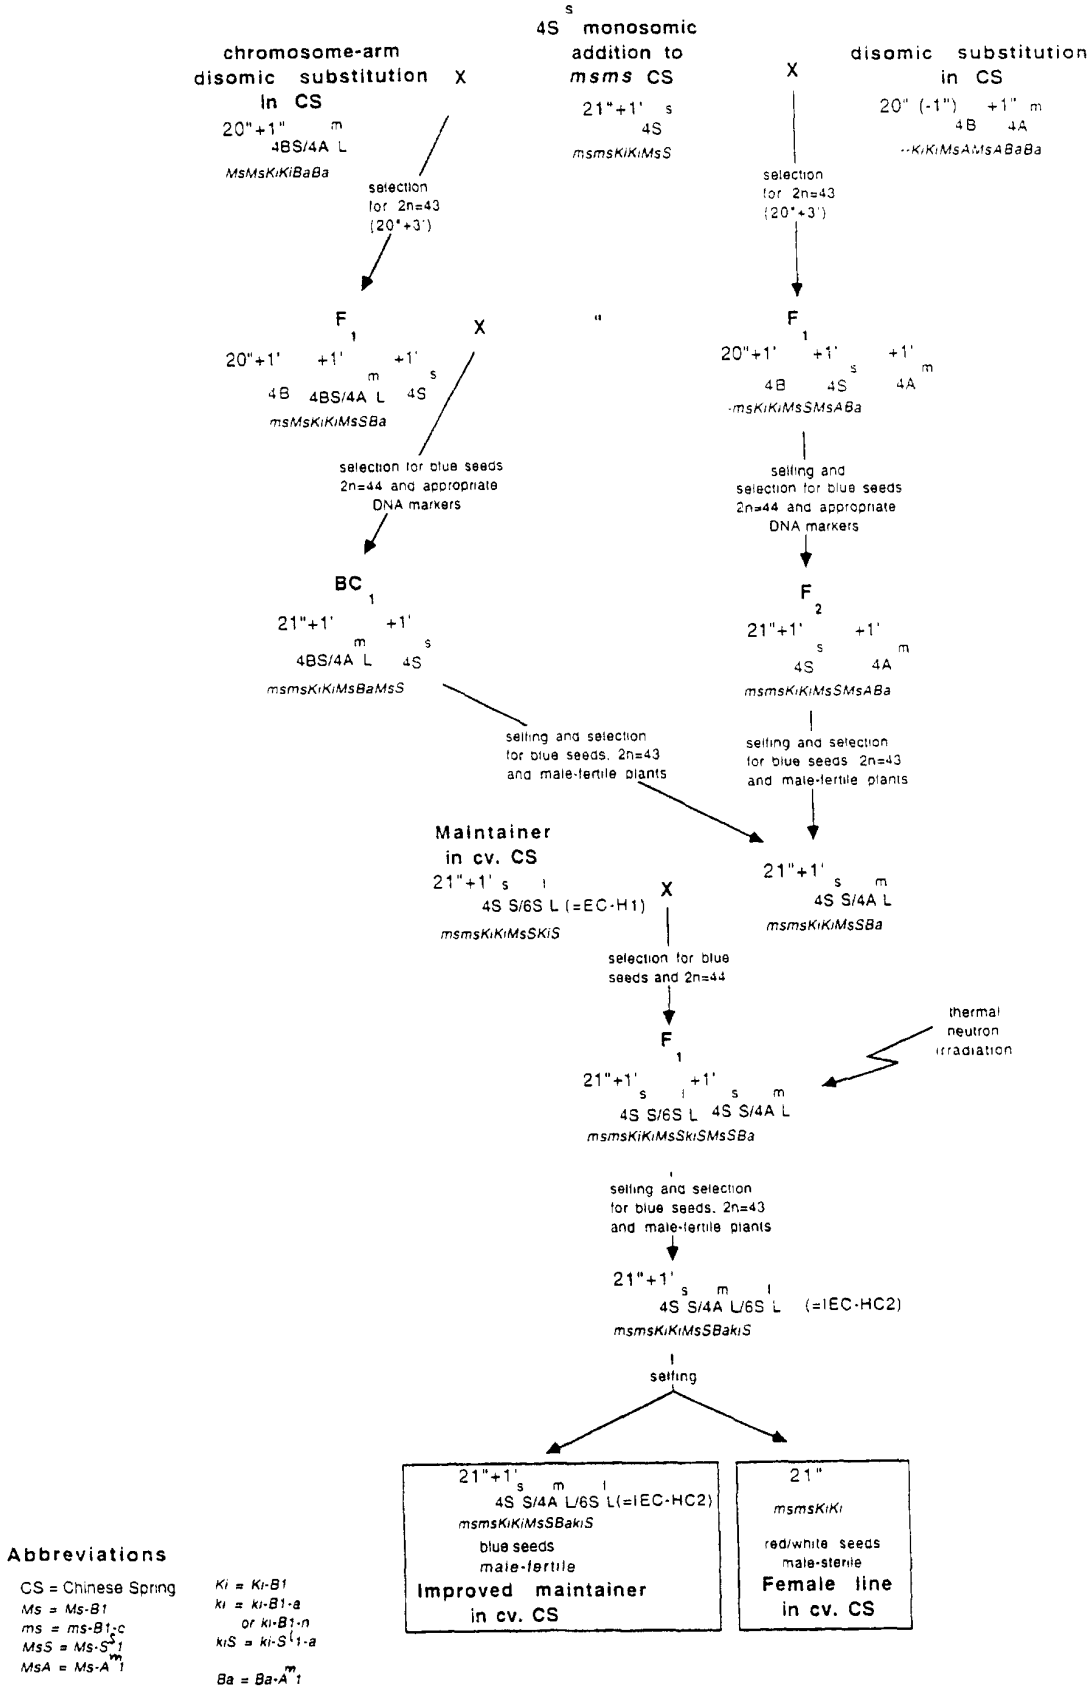 chromosome-arm
disomic substitution
in CS
20"+1" m
4BS/4A L
MsMsKiKiBaBa
X
s
4S monosomic
addition to
msms CS
21"+1' s
4S
msmsKiKiMsS
X
disomic substitution
in CS
20" (-1") +1" m
4B 4A
--KiKiMsAMsABaBa
selection
for 2n=43
(20"+3')
selection
for 2n=43
(20"+3')
F
1
20"+1' +1' +1'
m s
4B 4BS/4A L 4S
msMsKiKiMsSBa
X
"
F
1
20"+1' +1' +1'
s m
4B 4S 4A
-msKiKiMsSMsABa
selection for blue seeds
2n=44 and appropriate
DNA markers
selfing and
selection for blue seeds
2n=44 and appropriate
DNA markers
BC
1
21"+1' +1'
m s
4BS/4A L 4S
msmsKiKiMsBaMsS
F
2
21"+1' +1'
s m
4S 4A
msmsKiKiMsSMsABa
selfing and selection
for blue seeds, 2n=43
and male-fertile plants
selfing and selection
for blue seeds 2n=43
and male-fertile plants
Maintainer
in cv. CS
21"+1' s l
4S S/6S L (=EC-H1)
msmsKiKiMsSKiS
X
21"+1'
s m
4S S/4A L
msmsKiKiMsSBa
selection for blue
seeds and 2n=44
F
1
21"+1' +1'
s l s m
4S S/6S L 4S S/4A L
msmsKiKiMsSkiSMsSBa
thermal
neutron
irradiation
selfing and selection
for blue seeds, 2n=43
and male-fertile plants
21"+1'
s m l
4S S/4A L/6S L (=IEC-HC2)
msmsKiKiMsSBakiS
selfing
21"+1'
s m l
4S S/4A L/6S L(=IEC-HC2)
msmsKiKiMsSBakiS
blue seeds
male-fertile
Improved maintainer
in cv. CS
21"
msmsKiKi
red/white seeds
male-sterile
Female line
in cv. CS
Abbreviations
CS = Chinese Spring
Ms = Ms-B1
ms = ms-B1-c
MsS = Ms-S^s1
MsA = Ms-A^m1
Ki = Ki-B1
ki = ki-B1-a
or ki-B1-n
kiS = ki-S^l1-a
Ba = Ba-A^m1